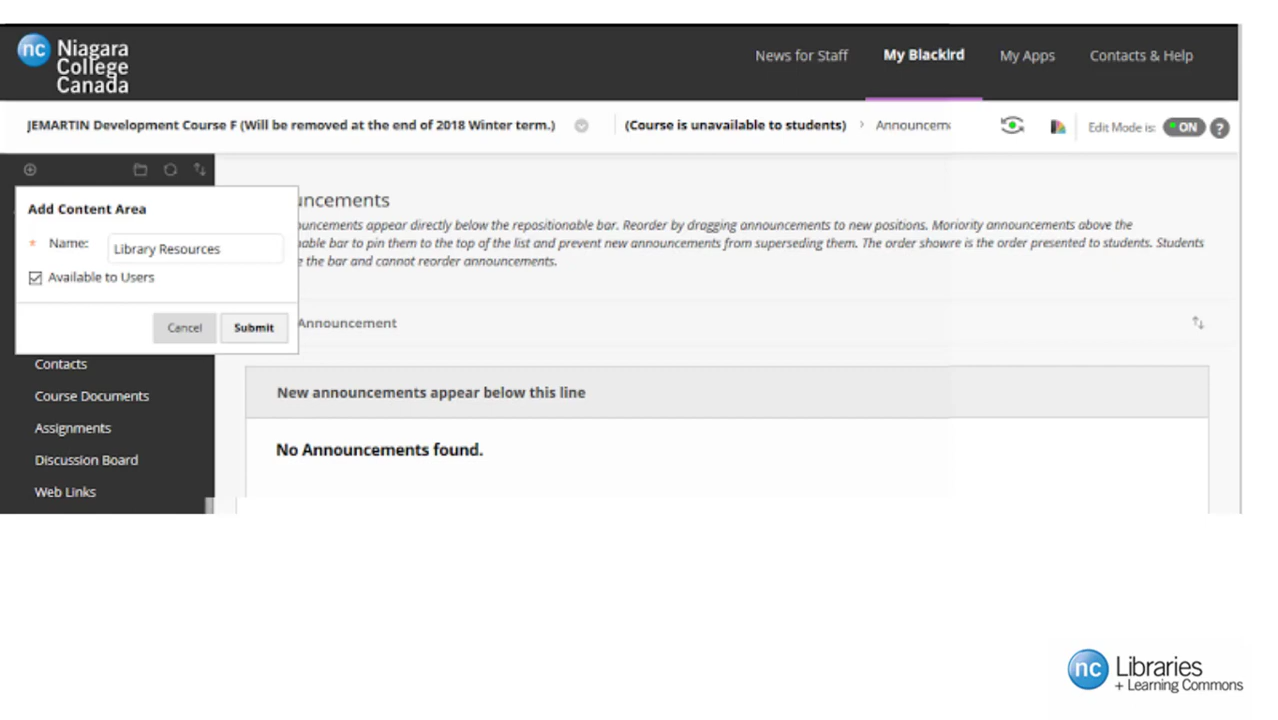 nc Niagara College Canada
News for Staff My Blackird My Apps Contacts & Help
JEMARTIN Development Course F (Will be removed at the end of 2018 Winter term.) (Course is unavailable to students) > Announcem Edit Mode is: ON ?
Add Content Area
* Name: Library Resources
Available to Users
Cancel Submit
uncements
ouncements appear directly below the repositionable bar. Reorder by dragging announcements to new positions. Moriority announcements above the
nable bar to pin them to the top of the list and prevent new announcements from superseding them. The order showre is the order presented to students. Students
e the bar and cannot reorder announcements.
Announcement
Contacts
Course Documents
Assignments
Discussion Board
Web Links
New announcements appear below this line
No Announcements found.
nc Libraries
+ Learning Commons